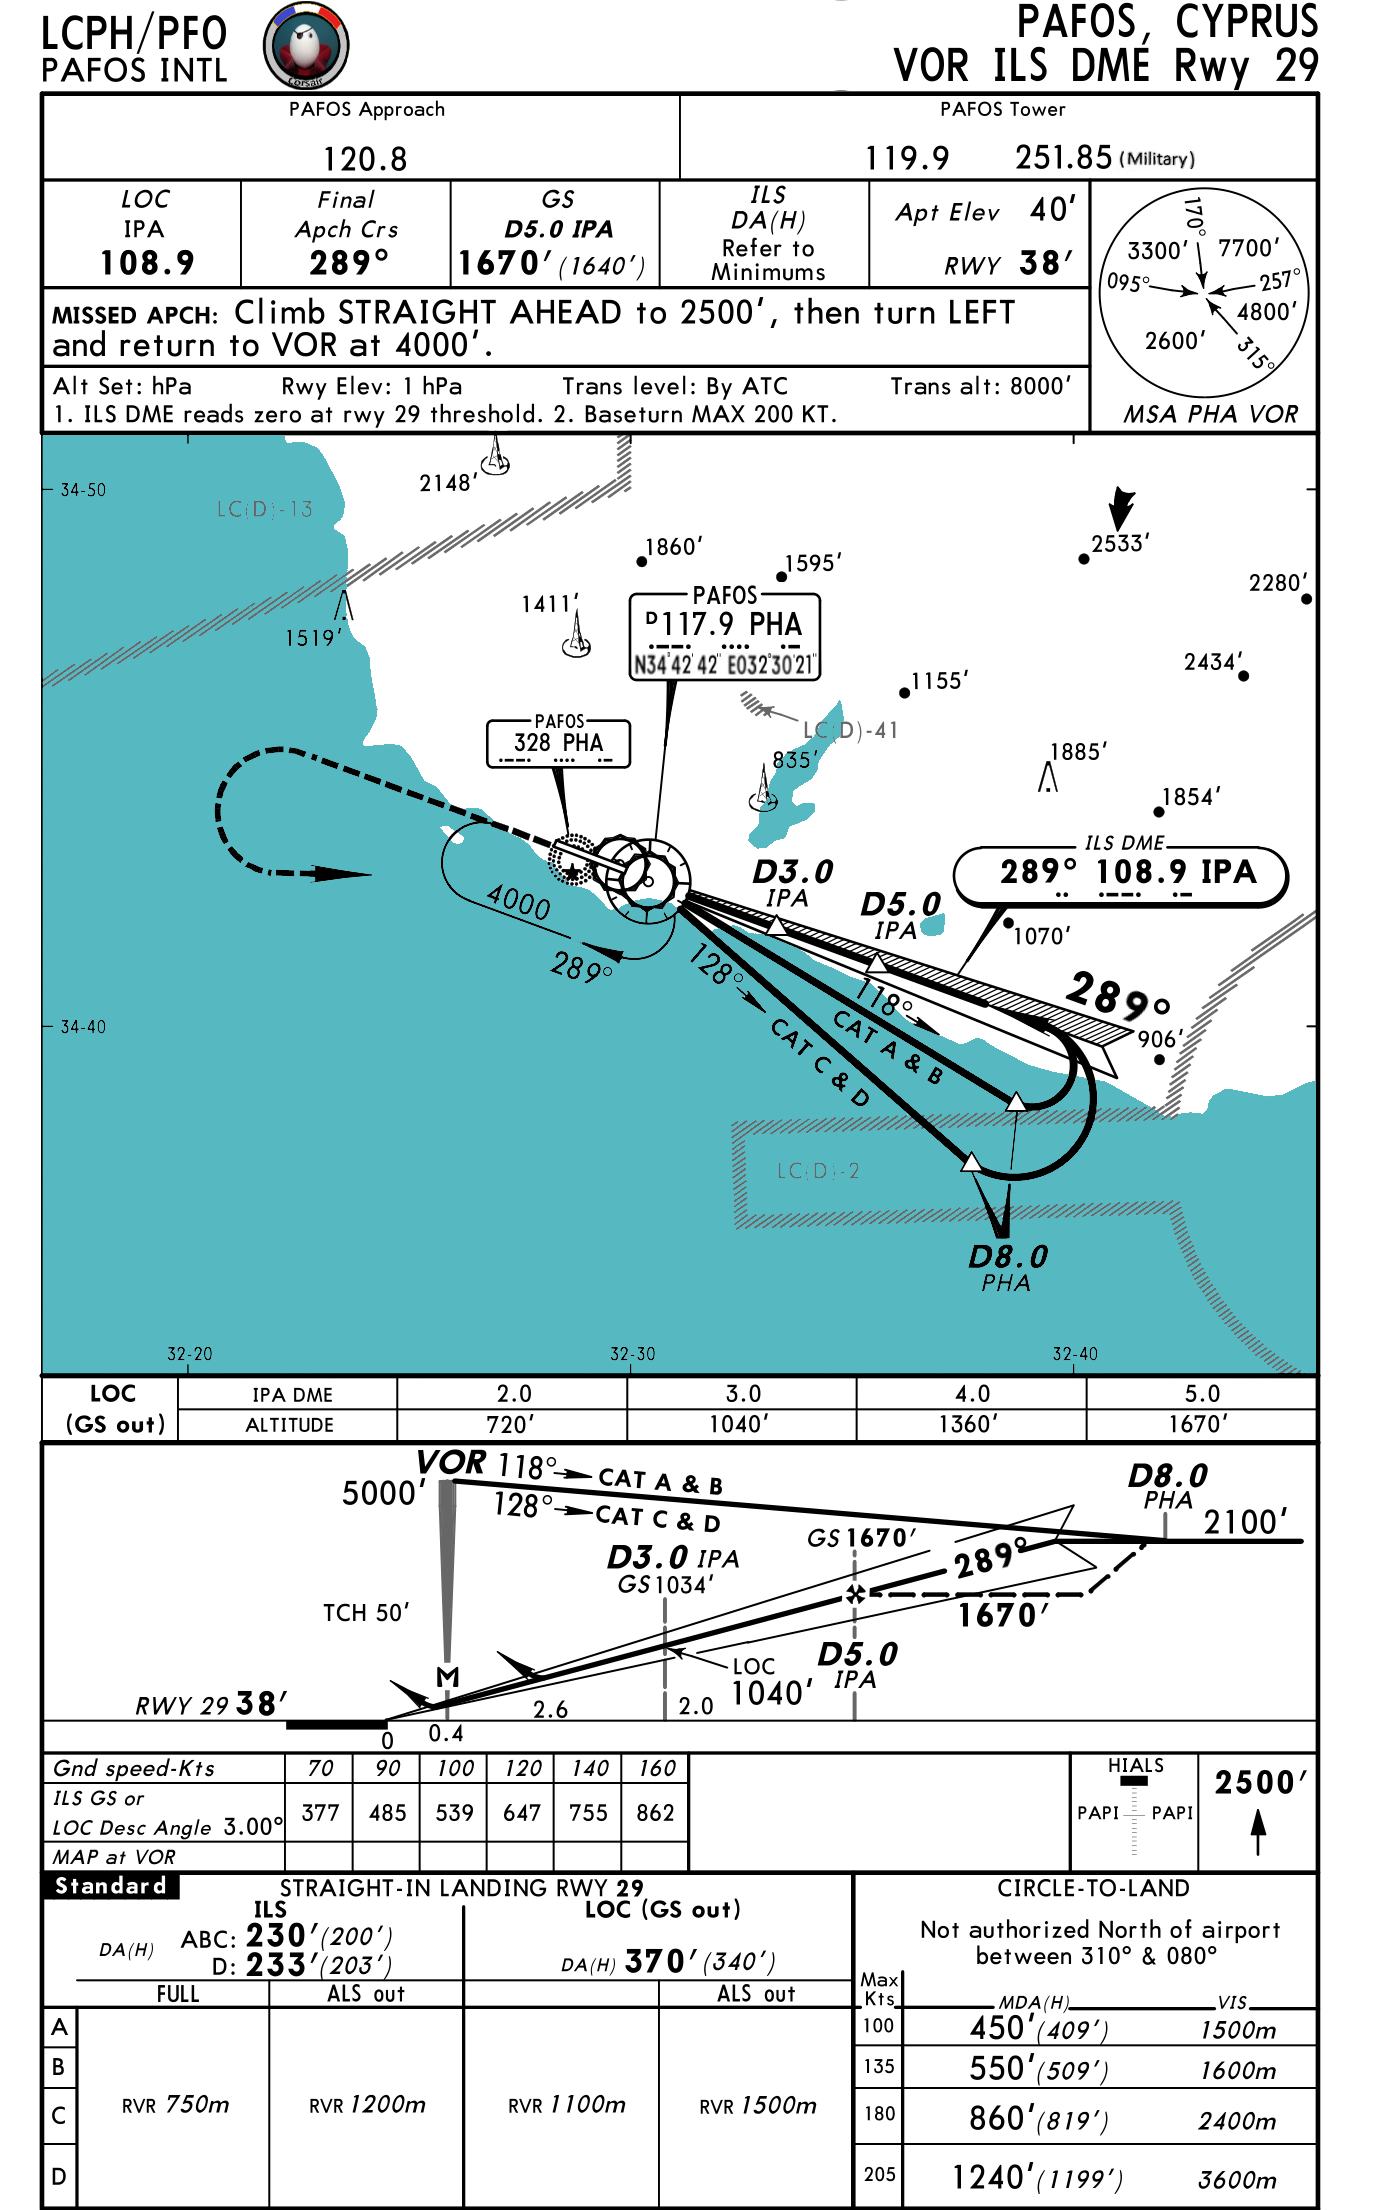 LCPH/PFO
PAFOS INTL
Corsair
PAFOS, CYPRUS
VOR ILS DME Rwy 29
PAFOS Approach
120.8
PAFOS Tower
119.9 251.85 (Military)
LOC
IPA
108.9
Final
Apch Crs
289°
GS
D5.0 IPA
1670' (1640')
ILS
DA(H)
Refer to
Minimums
Apt Elev 40'
RWY 38'
MISSED APCH: Climb STRAIGHT AHEAD to 2500', then turn LEFT
and return to VOR at 4000'.
Alt Set: hPa Rwy Elev: 1 hPa Trans level: By ATC Trans alt: 8000'
1. ILS DME reads zero at rwy 29 threshold. 2. Baseturn MAX 200 KT.
170°
3300' 7700'
095° 257°
4800'
2600'
315°
MSA PHA VOR
2148'
34-50
LC(D)-13
1860'
1595'
2533'
2280'
1411'
1519'
PAFOS
D117.9 PHA
N34°42'42" E032°30'21"
2434'
1155'
PAFOS
328 PHA
LC(D)-41
835'
1885'
1854'
ILS DME
289° 108.9 IPA
D3.0
IPA
D5.0
IPA
4000
289°
1070'
128°
118°
289°
34-40
906'
CAT A & B
CAT C & D
LC(D)-2
D8.0
PHA
32-20
32-30
32-40
LOC
(GS out)
IPA DME 2.0 3.0 4.0 5.0
ALTITUDE 720' 1040' 1360' 1670'
VOR
5000'
118° CAT A & B
128° CAT C & D
D8.0
PHA
2100'
GS 1670'
289°
D3.0 IPA
GS 1034'
TCH 50'
1670'
D5.0
IPA
LOC
1040'
M
RWY 29 38'
2.6
2.0
0
0.4
Gnd speed-Kts 70 90 100 120 140 160
ILS GS or
LOC Desc Angle 3.00° 377 485 539 647 755 862
MAP at VOR
HIALS
PAPI PAPI
2500'
Standard
STRAIGHT-IN LANDING RWY 29
ILS
DA(H)
ABC: 230' (200')
D: 233' (203')
LOC (GS out)
DA(H) 370' (340')
FULL
ALS out
ALS out
A
B
C
D
RVR 750m
RVR 1200m
RVR 1100m
RVR 1500m
CIRCLE-TO-LAND
Not authorized North of airport
between 310° & 080°
Max
Kts
MDA(H)
VIS
100 450' (409') 1500m
135 550' (509') 1600m
180 860' (819') 2400m
205 1240' (1199') 3600m